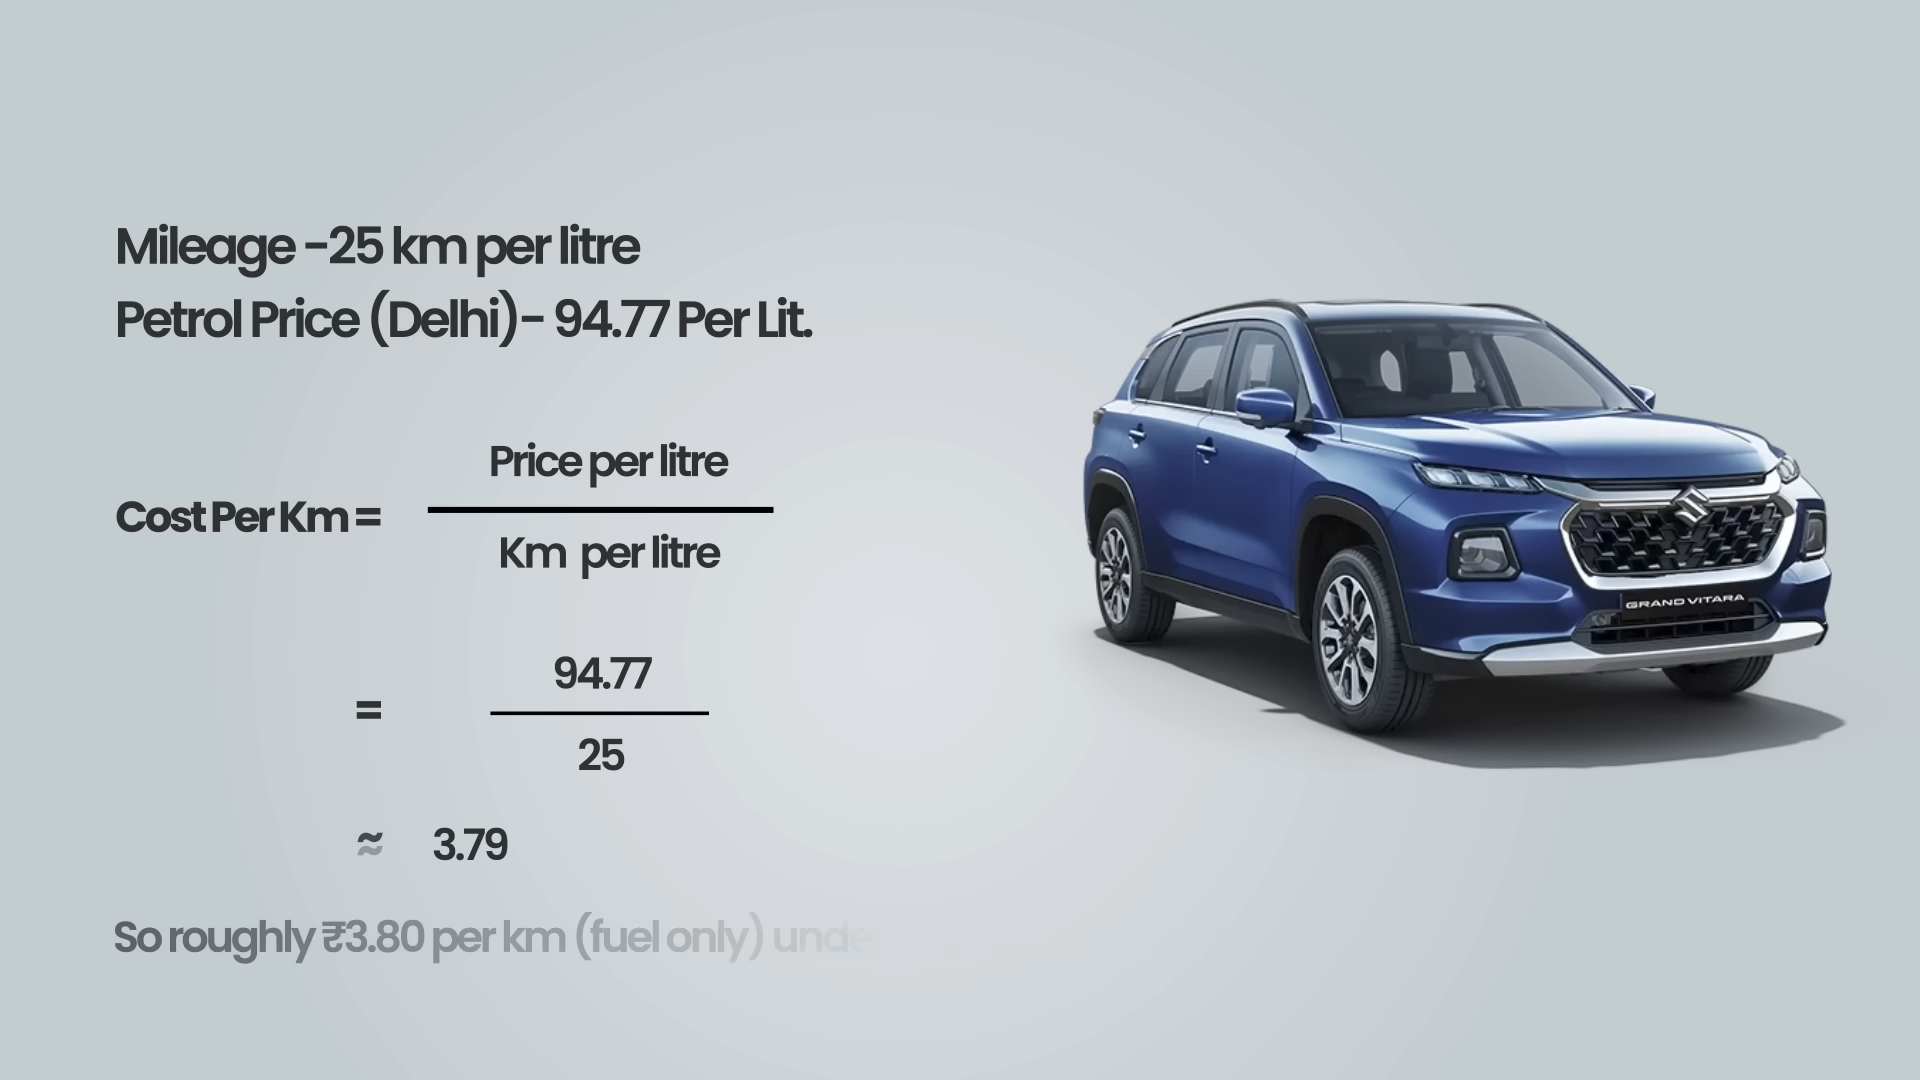 Mileage -25 km per litre
Petrol Price (Delhi)- 94.77 Per Lit.
Price per litre
Cost Per Km =
Km per litre
94.77
=
25
≈ 3.79
So roughly ₹3.80 per km (fuel only)
GRAND VITARA